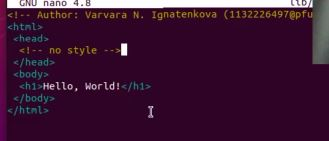 GNU nano 4.8
<!-- Author: Varvara N. Ignatenkova (1132226497@pfu
<html>
<head>
<!-- no style -->
</head>
<body>
<h1>Hello, World!</h1>
</body>
</html>